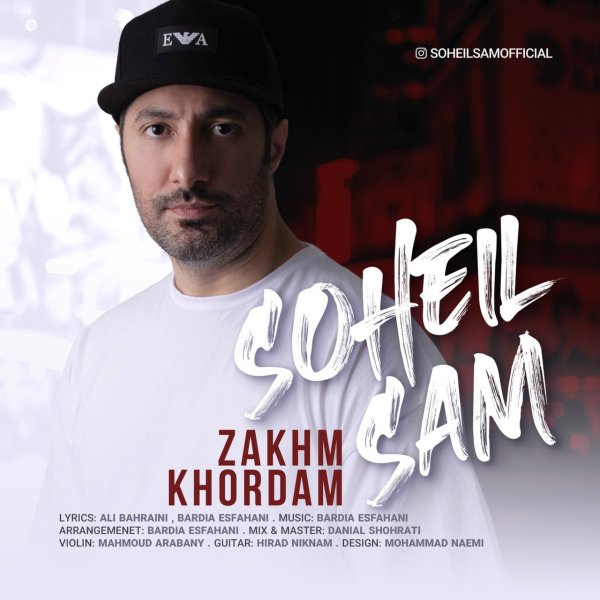 E A
SOHEILSAMOFFICIAL
SOHEIL
SAM
ZAKHM
KHORDAM
LYRICS: ALI BAHRAINI , BARDIA ESFAHANI . MUSIC: BARDIA ESFAHANI
ARRANGEMENET: BARDIA ESFAHANI . MIX & MASTER: DANIAL SHOHRATI
VIOLIN: MAHMOUD ARABANY . GUITAR: HIRAD NIKNAM . DESIGN: MOHAMMAD NAEMI